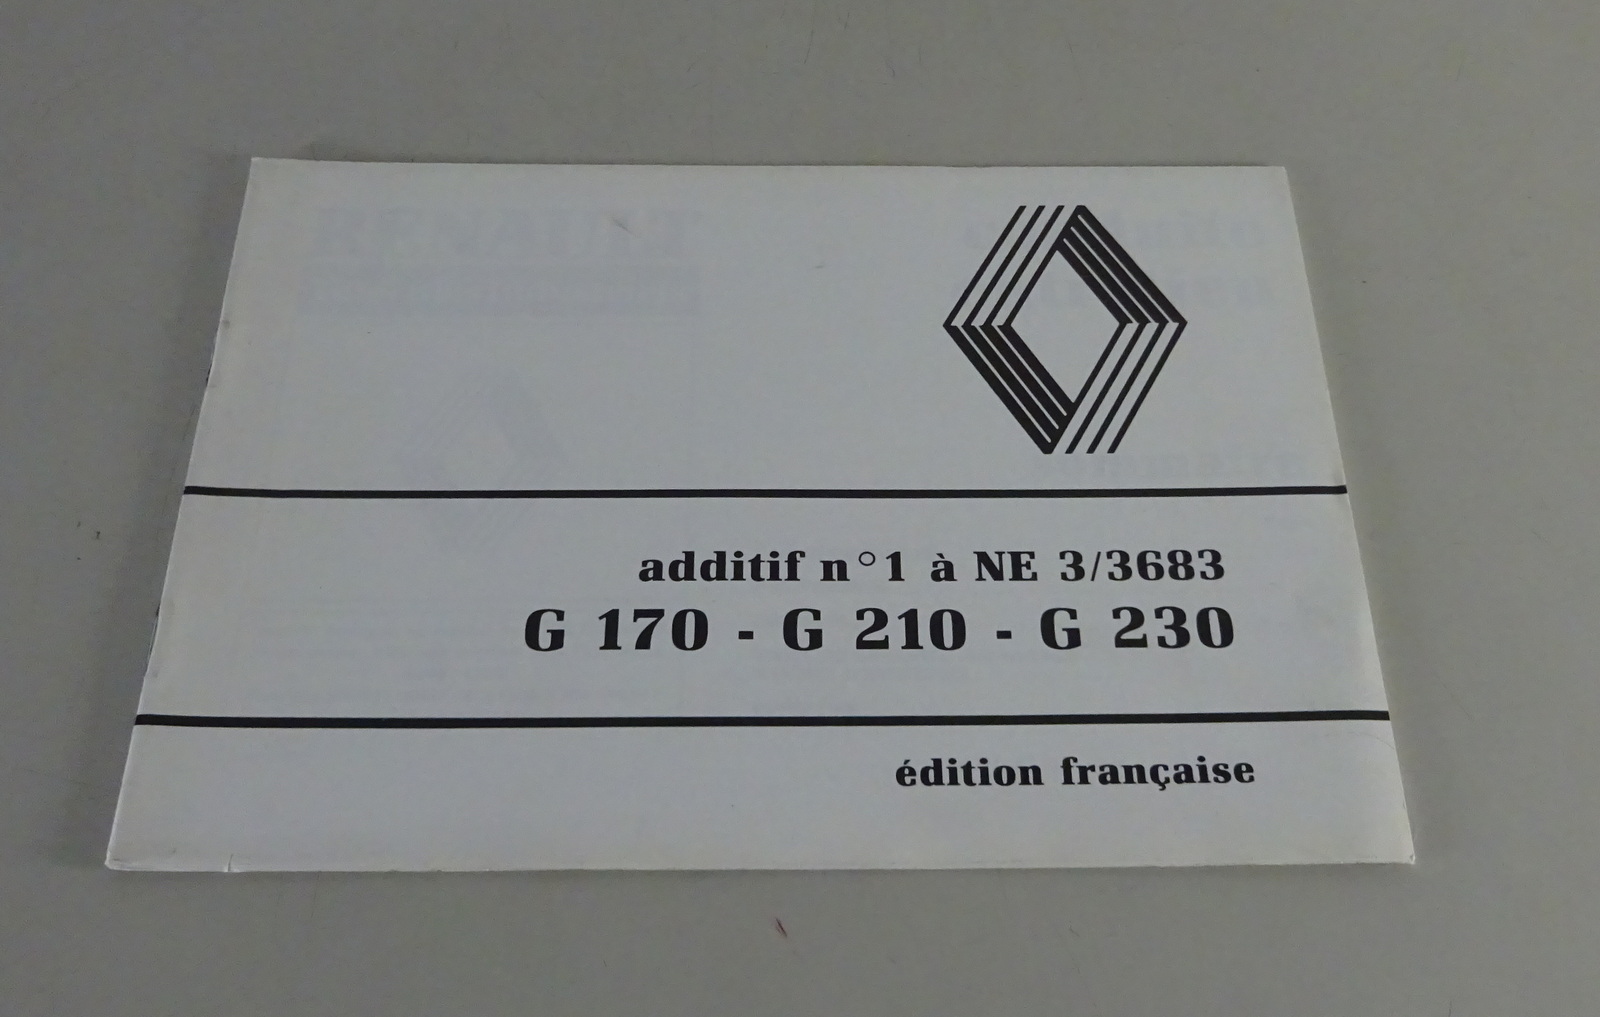 additif n°1 à NE 3/3683
G 170 - G 210 - G 230
édition française